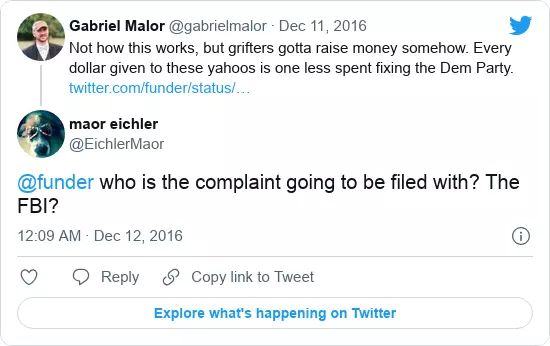 Gabriel Malor @gabrielmalor · Dec 11, 2016
Not how this works, but grifters gotta raise money somehow. Every
dollar given to these yahoos is one less spent fixing the Dem Party.
twitter.com/funder/status/…
maor eichler
@EichlerMaor
@funder who is the complaint going to be filed with? The
FBI?
12:09 AM · Dec 12, 2016
Reply Copy link to Tweet
Explore what's happening on Twitter